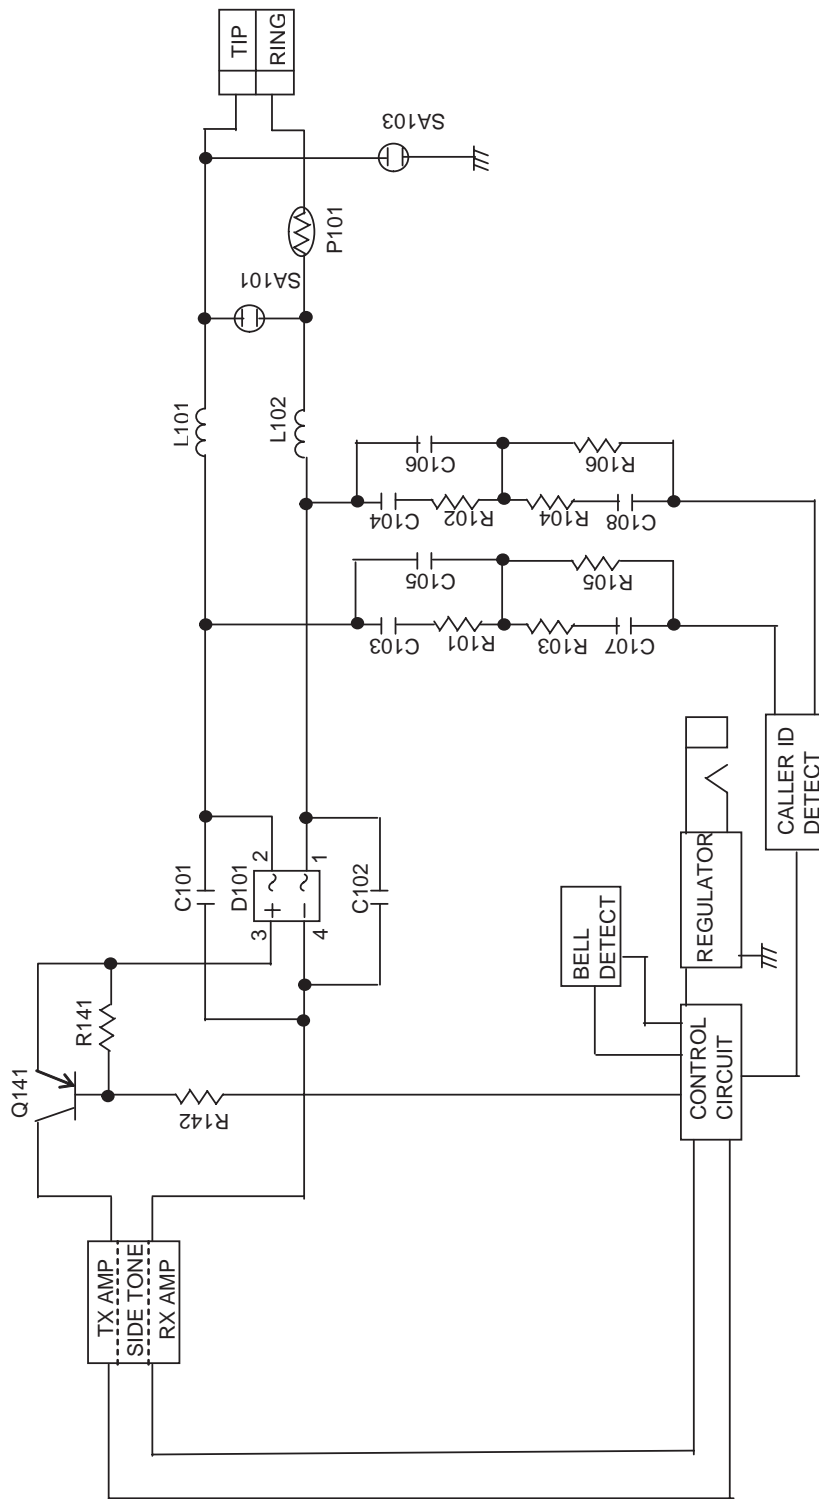 TIP
RING
SA103
P101
SA101
L101
L102
C106
R106
C104
R102
R104
C108
C105
R105
C103
R101
R103
C107
C101
D101
2
1
3
4
~
~
+
–
C102
R141
Q141
R142
BELL
DETECT
REGULATOR
CALLER ID
DETECT
CONTROL
CIRCUIT
TX AMP
SIDE TONE
RX AMP